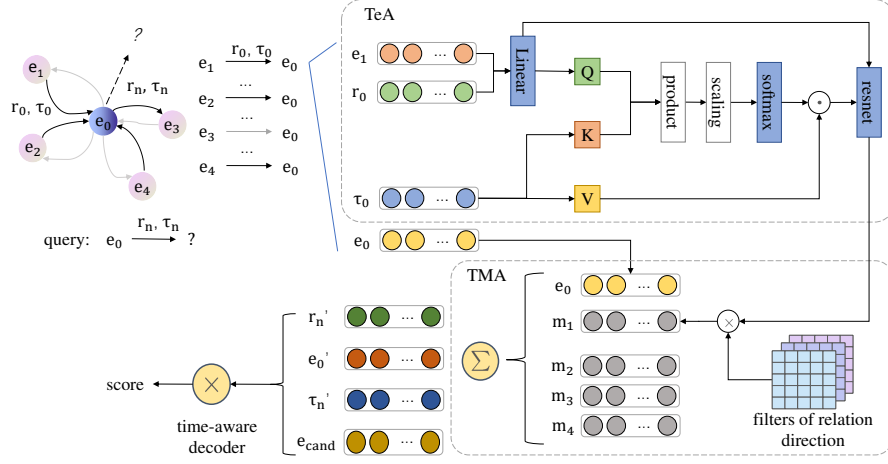 ?
e₁
r₀, τ₀
rₙ, τₙ
e₀
e₂
e₃
e₄
query: e₀ rₙ, τₙ ?
r₀, τ₀
e₁ e₀
...
e₂ e₀
...
e₃ e₀
...
e₄ e₀
TeA
e₁ ...
r₀ ...
Linear
Q
K
V
product
scaling
softmax
resnet
τ₀ ...
e₀ ...
TMA
e₀ ...
m₁ ...
m₂ ...
m₃ ...
m₄ ...
Σ
×
filters of relation
direction
rₙ' ...
e₀' ...
τₙ' ...
e_cand ...
score
×
time-aware
decoder